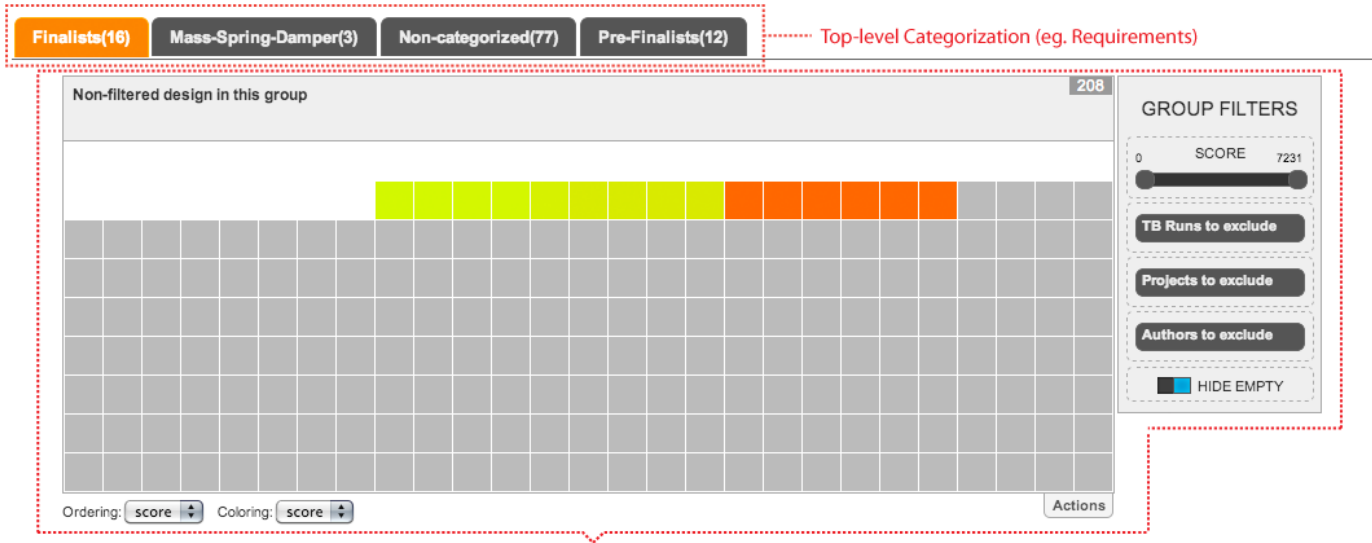 Finalists(16) Mass-Spring-Damper(3) Non-categorized(77) Pre-Finalists(12) Top-level Categorization (eg. Requirements)
Non-filtered design in this group 208
GROUP FILTERS
SCORE
0 7231
TB Runs to exclude
Projects to exclude
Authors to exclude
HIDE EMPTY
Ordering: score Coloring: score Actions